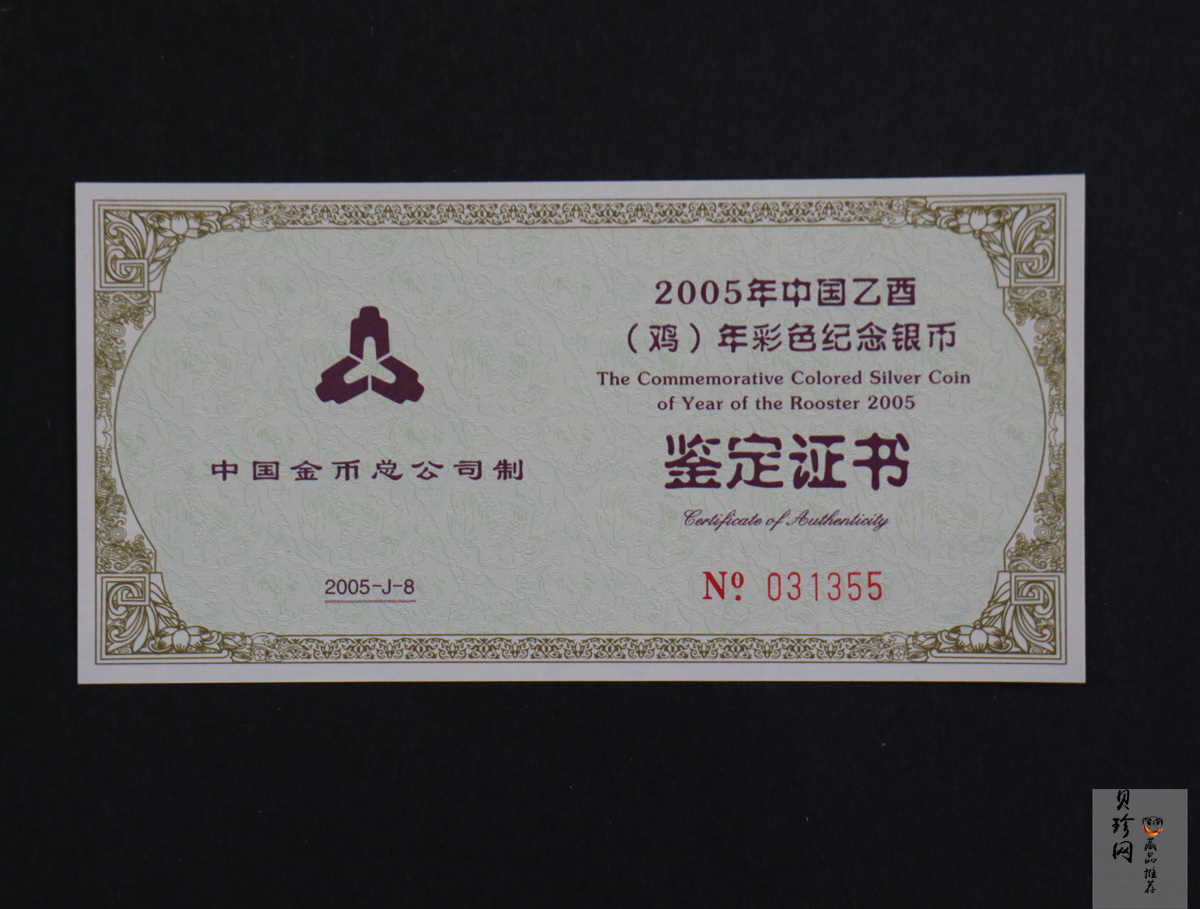 中国金币总公司制
2005-J-8
2005年中国乙酉
（鸡）年彩色纪念银币
The Commemorative Colored Silver Coin
of Year of the Rooster 2005
鉴定证书
Certificate of Authenticity
Nº 031355
贝珍网
藏品推荐